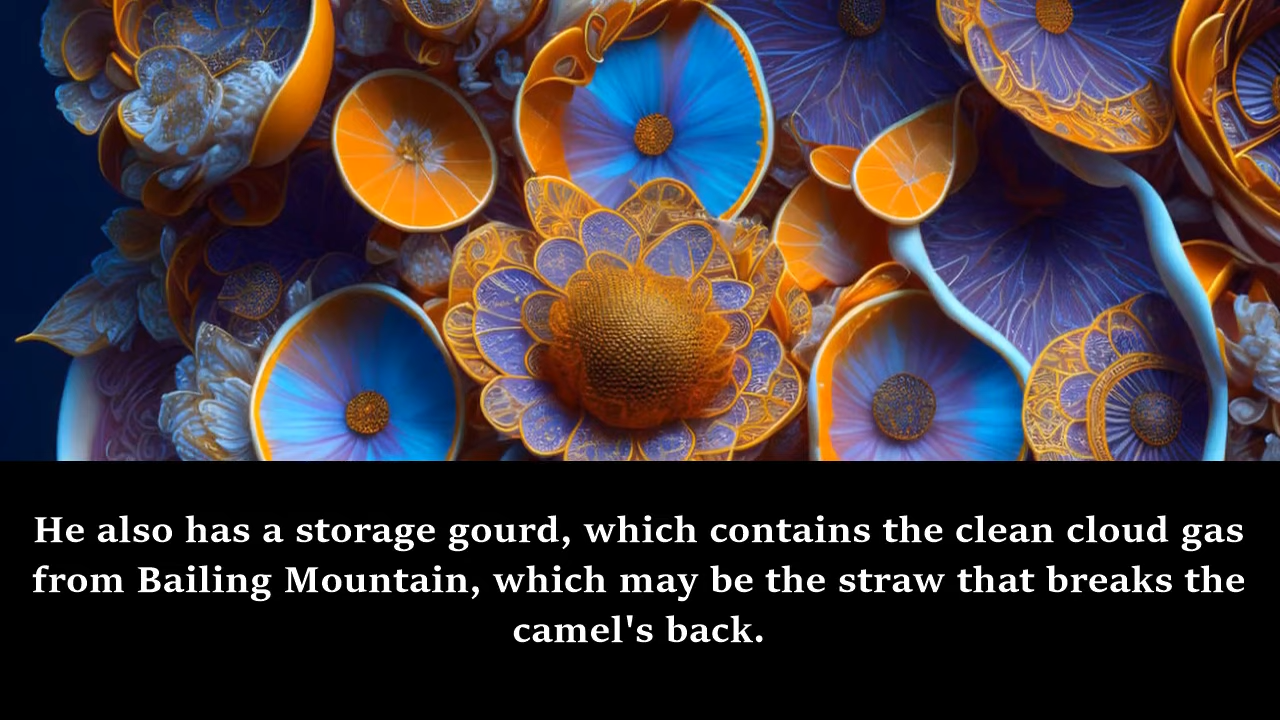 He also has a storage gourd, which contains the clean cloud gas
from Bailing Mountain, which may be the straw that breaks the
camel's back.